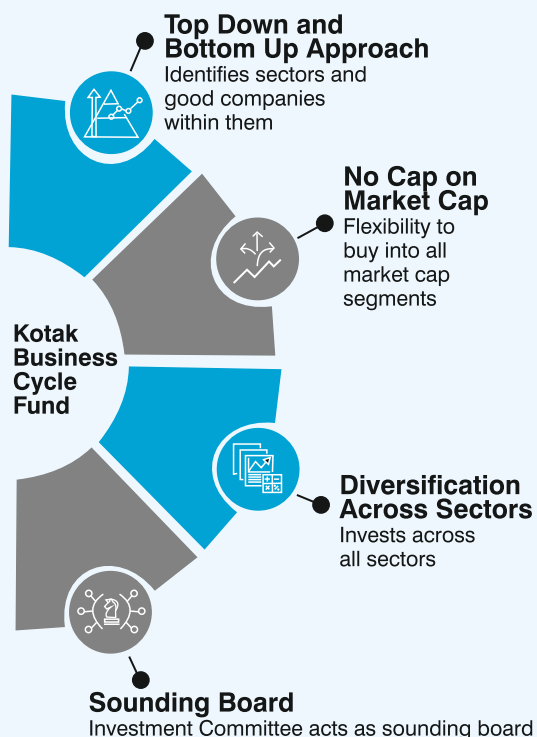 Top Down and
Bottom Up Approach
Identifies sectors and
good companies
within them
No Cap on
Market Cap
Flexibility to
buy into all
market cap
segments
Kotak
Business
Cycle
Fund
Diversification
Across Sectors
Invests across
all sectors
Sounding Board
Investment Committee acts as sounding board